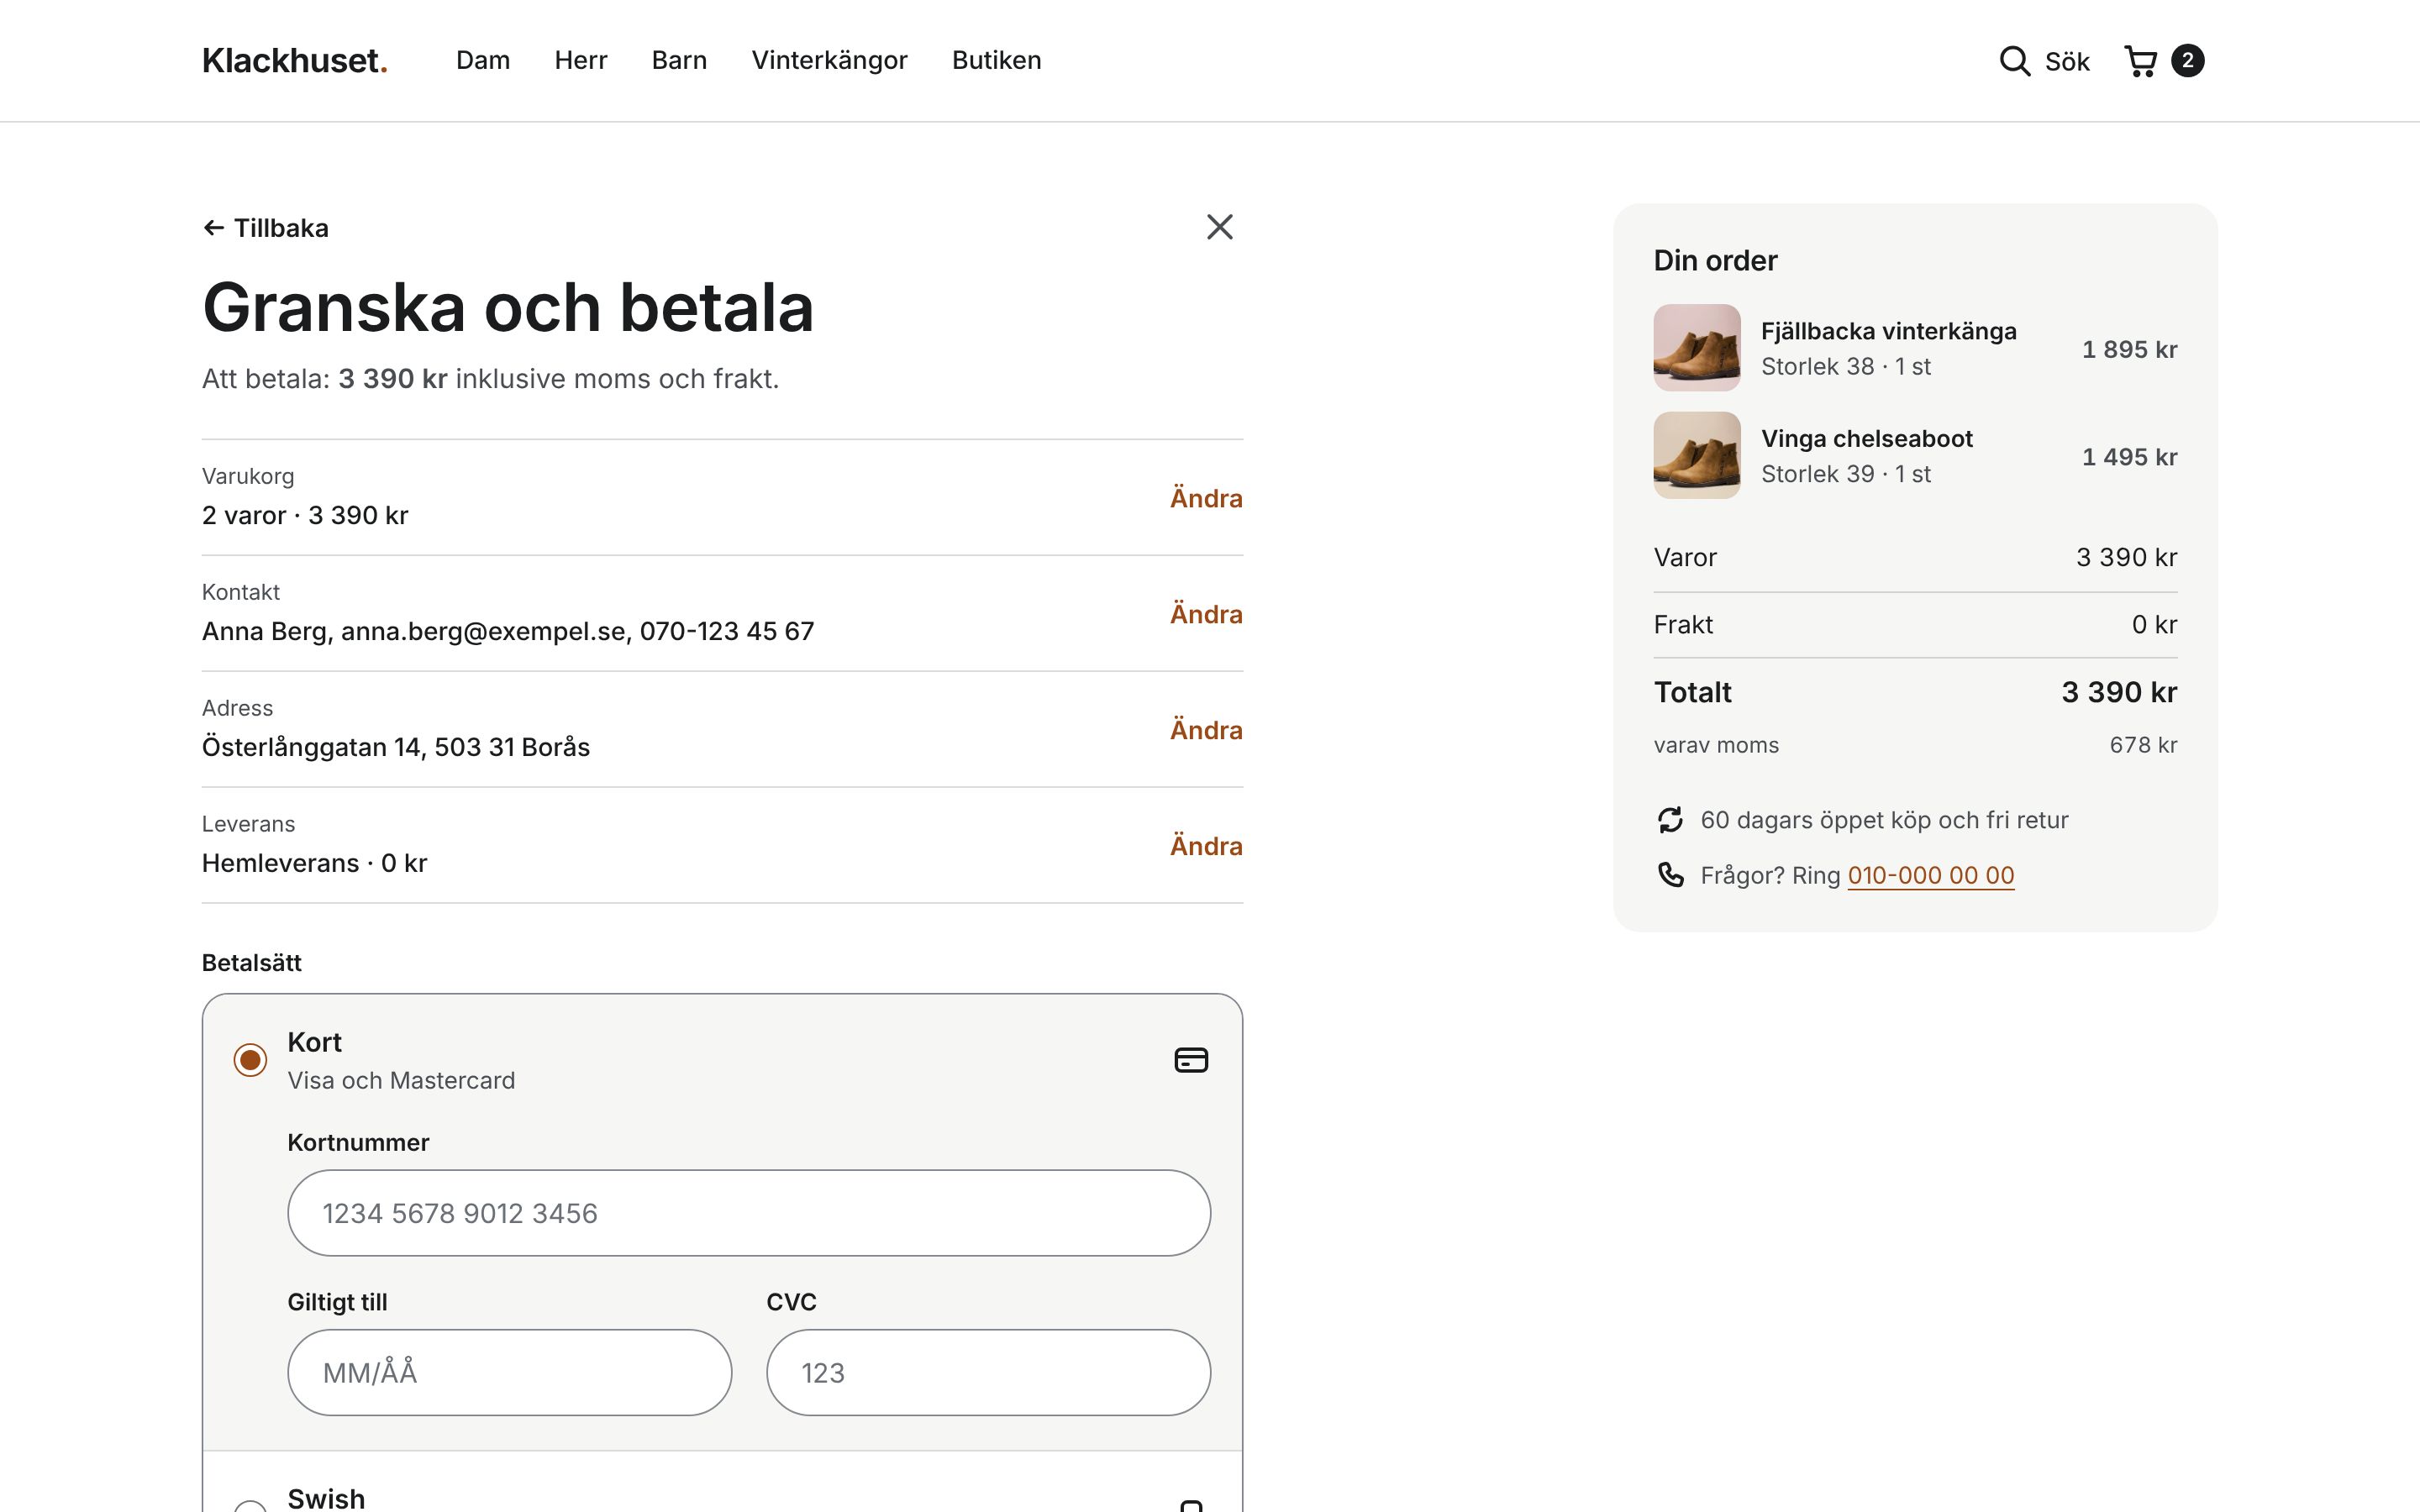 Klackhuset.
Dam Herr Barn Vinterkängor Butiken
Sök
2
← Tillbaka
Granska och betala
Att betala: 3 390 kr inklusive moms och frakt.
Varukorg
2 varor · 3 390 kr
Ändra
Kontakt
Anna Berg, anna.berg@exempel.se, 070-123 45 67
Ändra
Adress
Österlånggatan 14, 503 31 Borås
Ändra
Leverans
Hemleverans · 0 kr
Ändra
Betalsätt
Kort
Visa och Mastercard
Kortnummer
1234 5678 9012 3456
Giltigt till
MM/ÅÅ
CVC
123
Swish
Din order
Fjällbacka vinterkänga
Storlek 38 · 1 st
1 895 kr
Vinga chelseaboot
Storlek 39 · 1 st
1 495 kr
Varor 3 390 kr
Frakt 0 kr
Totalt 3 390 kr
varav moms 678 kr
60 dagars öppet köp och fri retur
Frågor? Ring 010-000 00 00